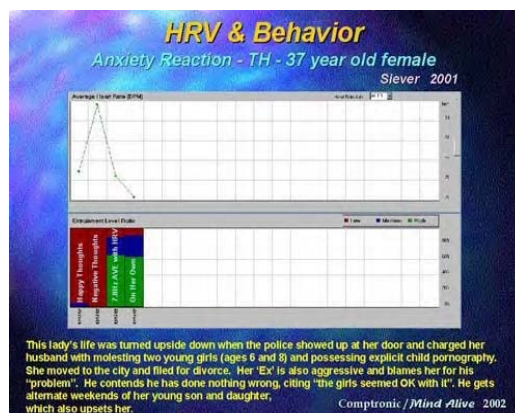 HRV & Behavior
Anxiety Reaction - TH - 37 year old female
Slever 2001
Average Heart Rate (BPM)
Entrainment Level Ratio
Low Medium High
Happy Thoughts
Negative Thoughts
7.8Hz AVE with HRV
On Her Own
This lady's life was turned upside down when the police showed up at her door and charged her
husband with molesting two young girls (ages 6 and 8) and possessing explicit child pornography.
She moved to the city and filed for divorce. Her 'Ex' is also aggressive and blames her for his
"problem". He contends he has done nothing wrong, citing "the girls seemed OK with it". He gets
alternate weekends of her young son and daughter,
which also upsets her.
Comptronic / Mind Alive 2002